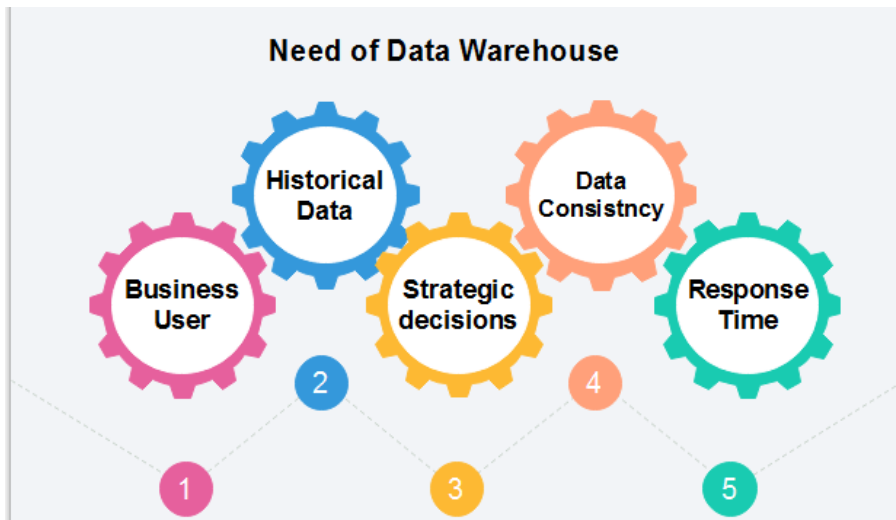 Need of Data Warehouse
Business
User
Historical
Data
Strategic
decisions
Data
Consistncy
Response
Time
1
2
3
4
5